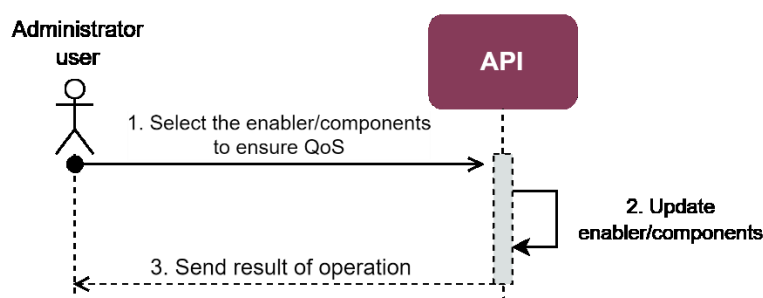 Administrator
user
API
1. Select the enabler/components
to ensure QoS
2. Update
enabler/components
3. Send result of operation